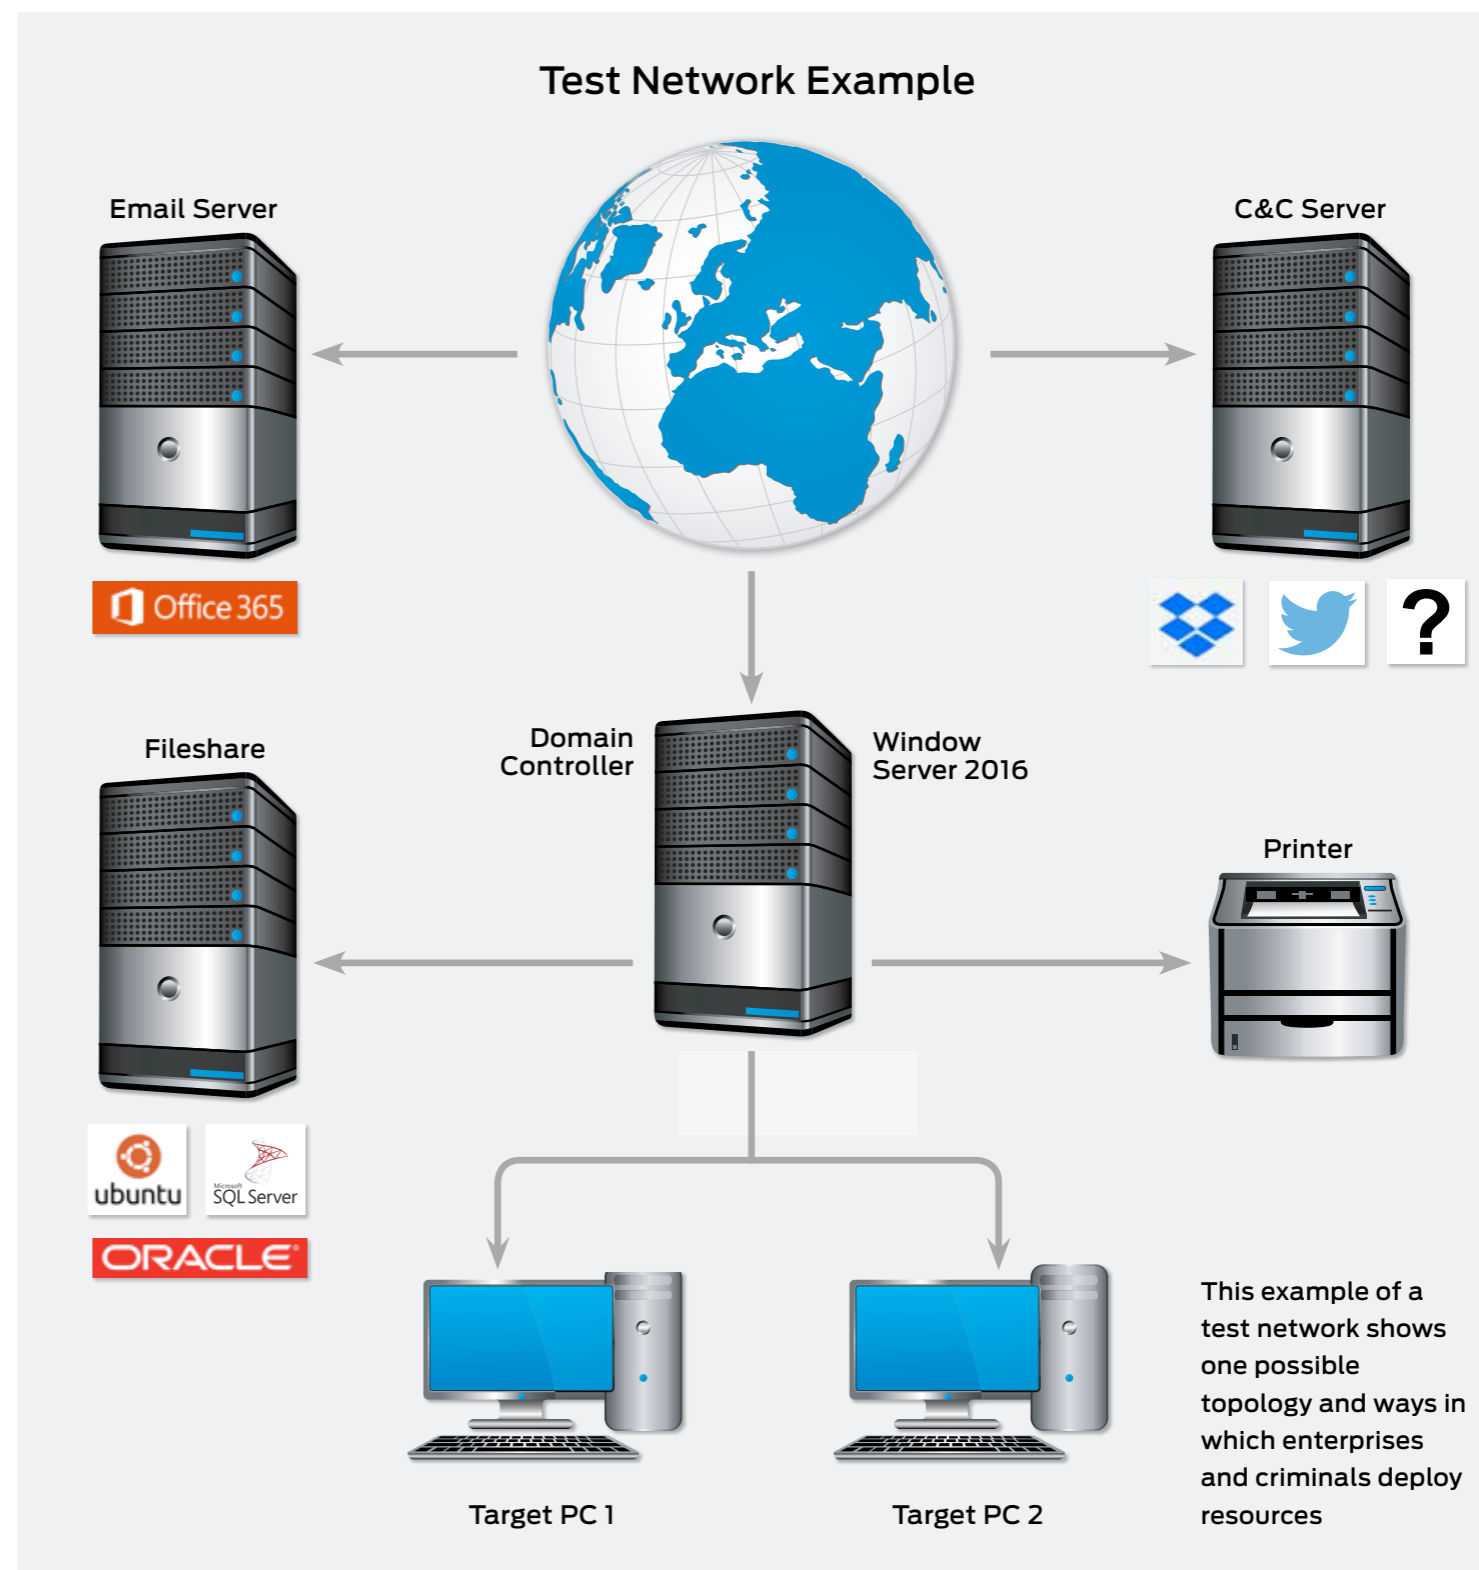 Test Network Example
Email Server
C&C Server
Office 365
?
Domain
Controller
Window
Server 2016
Fileshare
Printer
ubuntu
Microsoft
SQL Server
ORACLE®
Target PC 1
Target PC 2
This example of a
test network shows
one possible
topology and ways in
which enterprises
and criminals deploy
resources